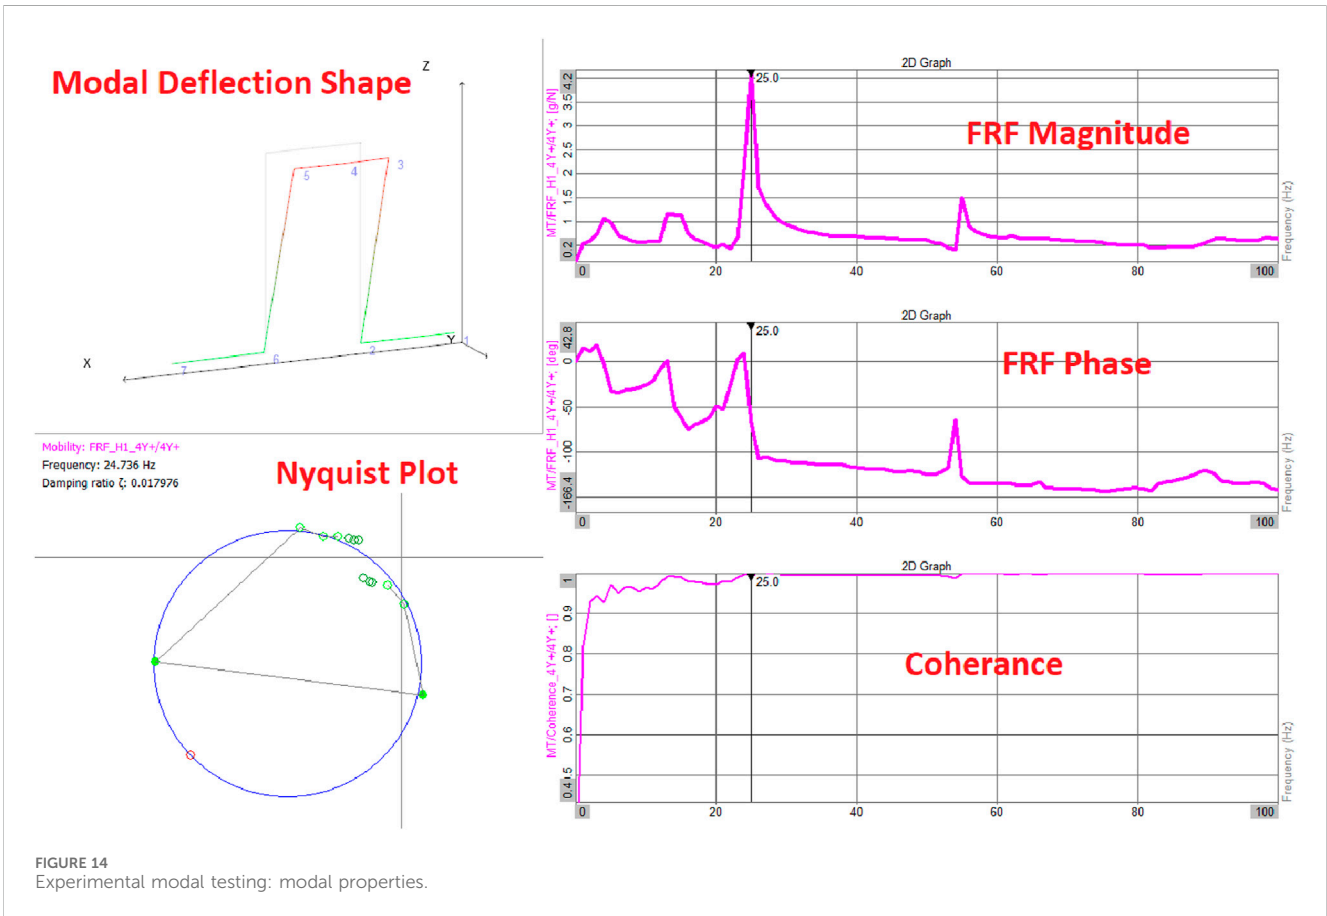 Modal Deflection Shape
Z
5
4
3
X
Y
1
2
6
7
Mobility: FRF_H1_4Y+/4Y+
Frequency: 24.736 Hz
Damping ratio ζ: 0.017976
Nyquist Plot
2D Graph
25.0
FRF Magnitude
MT/FRF_H1_4Y+/4Y+; [g/N]
4.2
3.5
3
2.5
2
1.5
1
0.2
0
20
40
60
80
100
Frequency (Hz)
2D Graph
25.0
FRF Phase
MT/FRF_H1_4Y+/4Y+; [deg]
42.8
0
-50
-100
-166.4
0
20
40
60
80
100
Frequency (Hz)
2D Graph
25.0
Coherance
MT/Coherence_4Y+/4Y+; []
1
0.9
0.8
0.7
0.6
0.5
0.4
0
20
40
60
80
100
Frequency (Hz)
FIGURE 14
Experimental modal testing: modal properties.